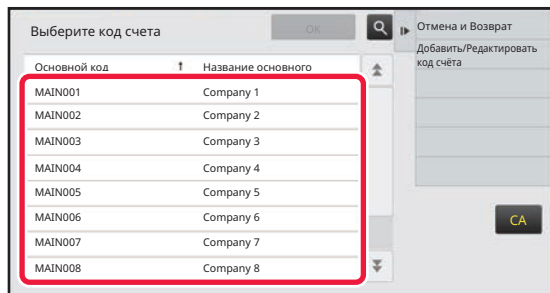 Выберите код счета
OK
Отмена и Возврат
Добавить/Редактировать
код счёта
Основной код Название основного
MAIN001 Company 1
MAIN002 Company 2
MAIN003 Company 3
MAIN004 Company 4
MAIN005 Company 5
MAIN006 Company 6
MAIN007 Company 7
MAIN008 Company 8
CA